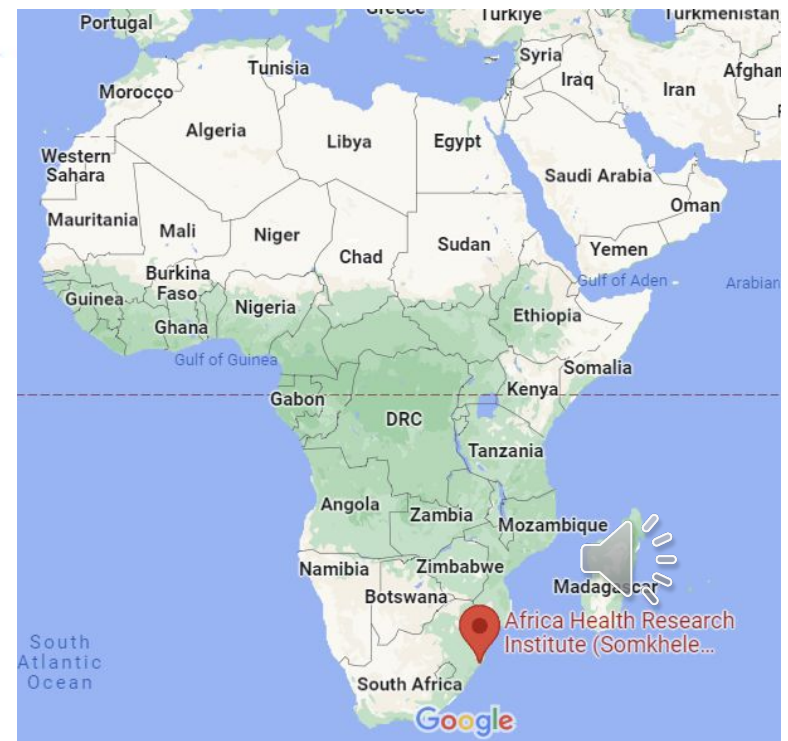 Portugal
Greece
Türkiye
Turkmenistan
Syria
Tunisia
Iraq
Iran
Afghan
Morocco
Algeria
Libya
Egypt
Western
Sahara
Saudi Arabia
Oman
Mauritania
Mali
Niger
Chad
Sudan
Yemen
Burkina
Faso
Gulf of Aden
Arabian
Guinea
Nigeria
Ethiopia
Ghana
Gulf of Guinea
Somalia
Kenya
Gabon
DRC
Tanzania
Angola
Zambia
Mozambique
Namibia
Zimbabwe
Madagascar
Botswana
Africa Health Research
Institute (Somkhele...
South
Atlantic
Ocean
South Africa
Google